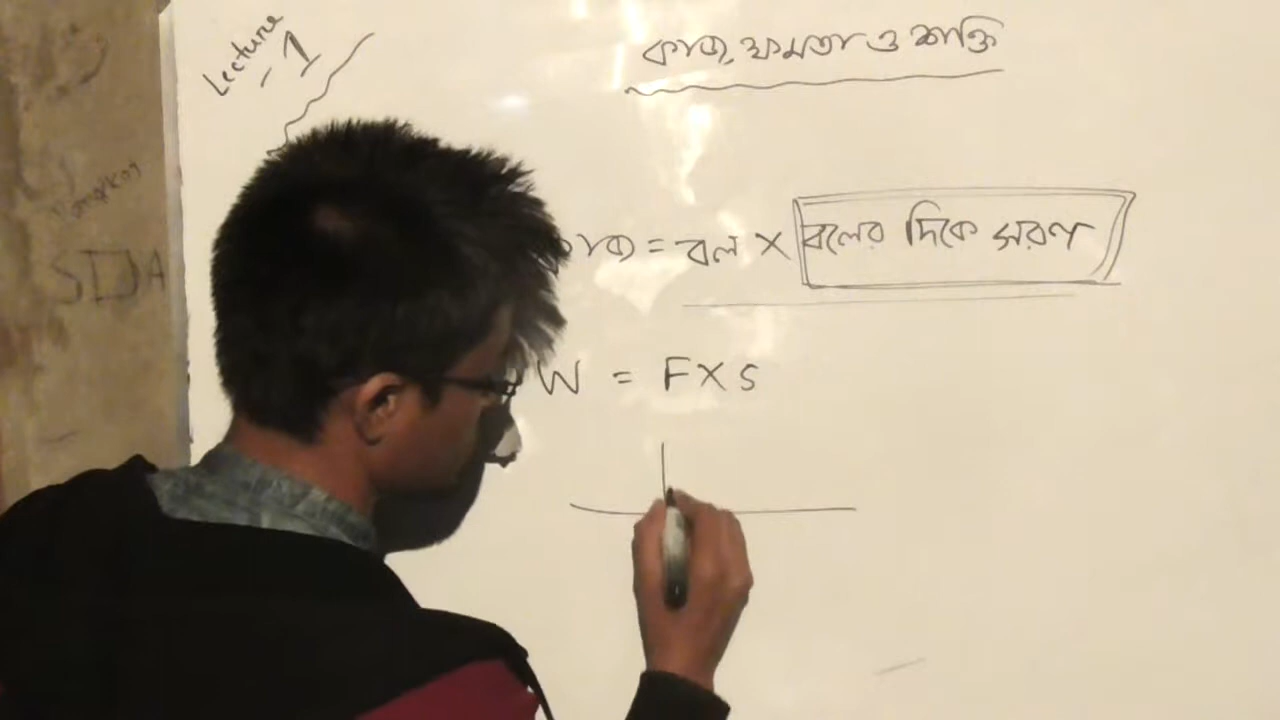 Lecture
- 1
কাজ, ক্ষমতা ও শক্তি
কাজ = বল × বলের দিকে সরণ
W = F × s
SIJA